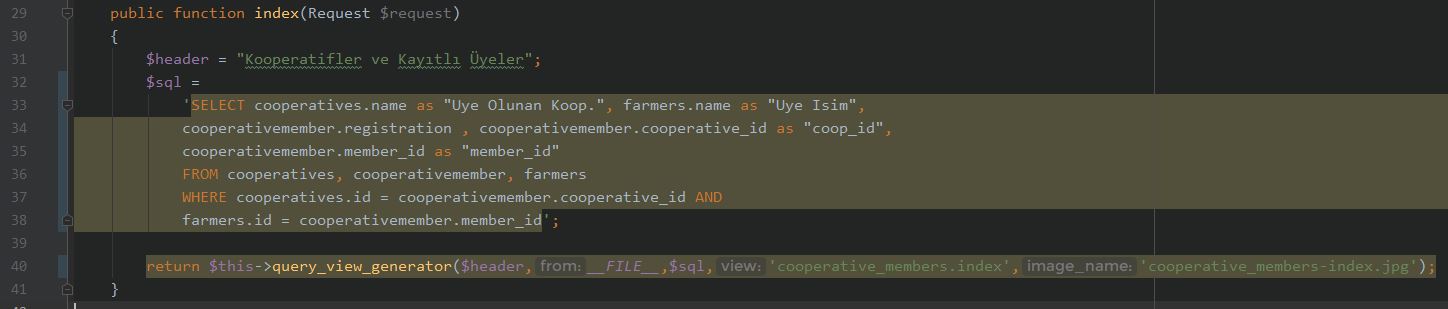 29 public function index(Request $request)
30 {
31 $header = "Kooperatifler ve Kayıtlı Üyeler";
32 $sql =
33 'SELECT cooperatives.name as "Uye Olunan Koop.", farmers.name as "Uye Isim",
34 cooperativemember.registration , cooperativemember.cooperative_id as "coop_id",
35 cooperativemember.member_id as "member_id"
36 FROM cooperatives, cooperativemember, farmers
37 WHERE cooperatives.id = cooperativemember.cooperative_id AND
38 farmers.id = cooperativemember.member_id';
39
40 return $this->query_view_generator($header, from: __FILE__,$sql, view: 'cooperative_members.index', image_name: 'cooperative_members-index.jpg');
41 }